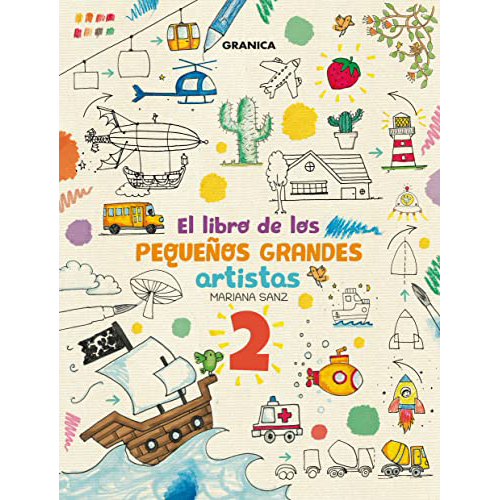 GRANICA
El libro de los
PEQUEÑOS GRANDES
artistas
MARIANA SANZ
2